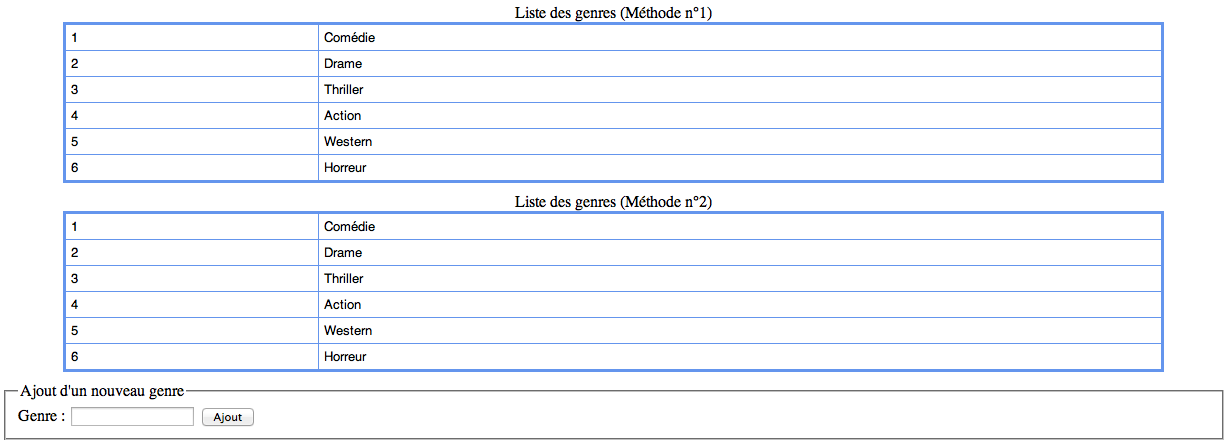 Liste des genres (Méthode n°1)
1 Comédie
2 Drame
3 Thriller
4 Action
5 Western
6 Horreur
Liste des genres (Méthode n°2)
1 Comédie
2 Drame
3 Thriller
4 Action
5 Western
6 Horreur
Ajout d'un nouveau genre
Genre : Ajout